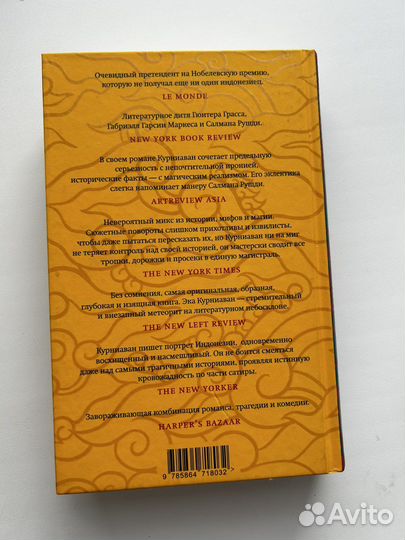 Очевидный претендент на Нобелевскую премию,
которую не получал еще ни один индонезиец.
LE MONDE
Литературное дитя Гюнтера Грасса,
Габриэля Гарсии Маркеса и Салмана Рушди.
NEW YORK BOOK REVIEW
В своем романе Курниаван сочетает предельную
серьезность с непочтительной иронией,
исторические факты — с магическим реализмом. Его эклектика
слегка напоминает манеру Салмана Рушди.
ARTREVIEW ASIA
Невероятный микс из истории, мифов и магии.
Сюжетные повороты слишком прихотливы и извилисты,
чтобы даже пытаться пересказать их, но Курниаван ни на миг
не теряет контроль над своей историей, он мастерски сводит все
тропки, дорожки и просеки в единую магистраль.
THE NEW YORK TIMES
Без сомнения, самая оригинальная, образная,
глубокая и изящная книга. Эка Курниаван — стремительный
и внезапный метеорит на литературном небосклоне.
THE NEW LEFT REVIEW
Курниаван пишет портрет Индонезии, одновременно
восхищенный и насмешливый. Он не боится смеяться
даже над самыми трагичными историями, проявляя истинную
кровожадность по части сатиры.
THE NEW YORKER
Завораживающая комбинация романса, трагедии и комедии.
HARPER'S BAZAAR
9 785864 718032 >
Avito